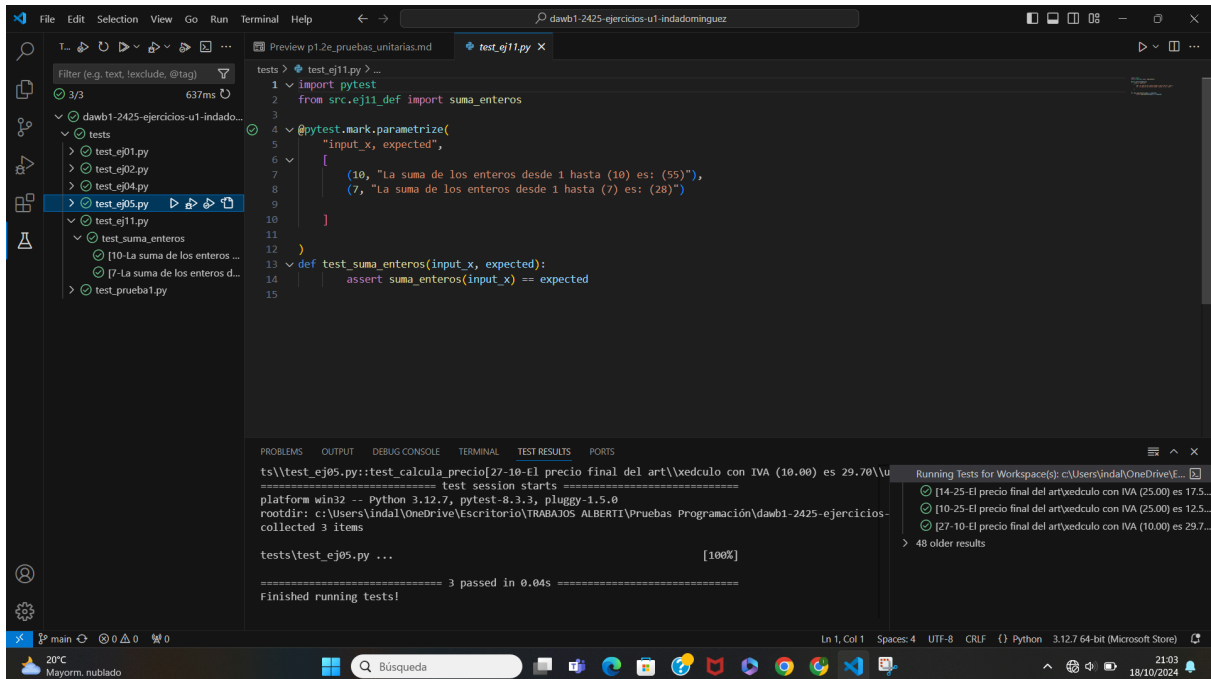 File Edit Selection View Go Run Terminal Help
dawb1-2425-ejercicios-u1-indadominguez
T...
Preview p1.2e_pruebas_unitarias.md
test_ej11.py
Filter (e.g. text, !exclude, @tag)
3/3 637ms
dawb1-2425-ejercicios-u1-indado...
tests
test_ej01.py
test_ej02.py
test_ej04.py
test_ej05.py
test_ej11.py
test_suma_enteros
[10-La suma de los enteros ...
[7-La suma de los enteros d...
test_prueba1.py
tests > test_ej11.py > ...
1 import pytest
2 from src.ej11_def import suma_enteros
3
4 @pytest.mark.parametrize(
5 "input_x, expected",
6 [
7 (10, "La suma de los enteros desde 1 hasta (10) es: (55)"),
8 (7, "La suma de los enteros desde 1 hasta (7) es: (28)")
9
10 ]
11
12 )
13 def test_suma_enteros(input_x, expected):
14 assert suma_enteros(input_x) == expected
15
PROBLEMS OUTPUT DEBUG CONSOLE TERMINAL TEST RESULTS PORTS
ts\\test_ej05.py::test_calcula_precio[27-10-El precio final del art\\xedculo con IVA (10.00) es 29.70\\u
============================= test session starts =============================
platform win32 -- Python 3.12.7, pytest-8.3.3, pluggy-1.5.0
rootdir: c:\Users\indal\OneDrive\Escritorio\TRABAJOS ALBERTI\Pruebas Programación\dawb1-2425-ejercicios-
collected 3 items
tests\test_ej05.py ... [100%]
============================== 3 passed in 0.04s ==============================
Finished running tests!
Running Tests for Workspace(s): c:\Users\indal\OneDrive\E...
[14-25-El precio final del art\xedculo con IVA (25.00) es 17.5...
[10-25-El precio final del art\xedculo con IVA (25.00) es 12.5...
[27-10-El precio final del art\xedculo con IVA (10.00) es 29.7...
48 older results
main 0 0 0
Ln 1, Col 1 Spaces: 4 UTF-8 CRLF {} Python 3.12.7 64-bit (Microsoft Store)
20°C
Mayorm. nublado
Búsqueda
21:03
18/10/2024